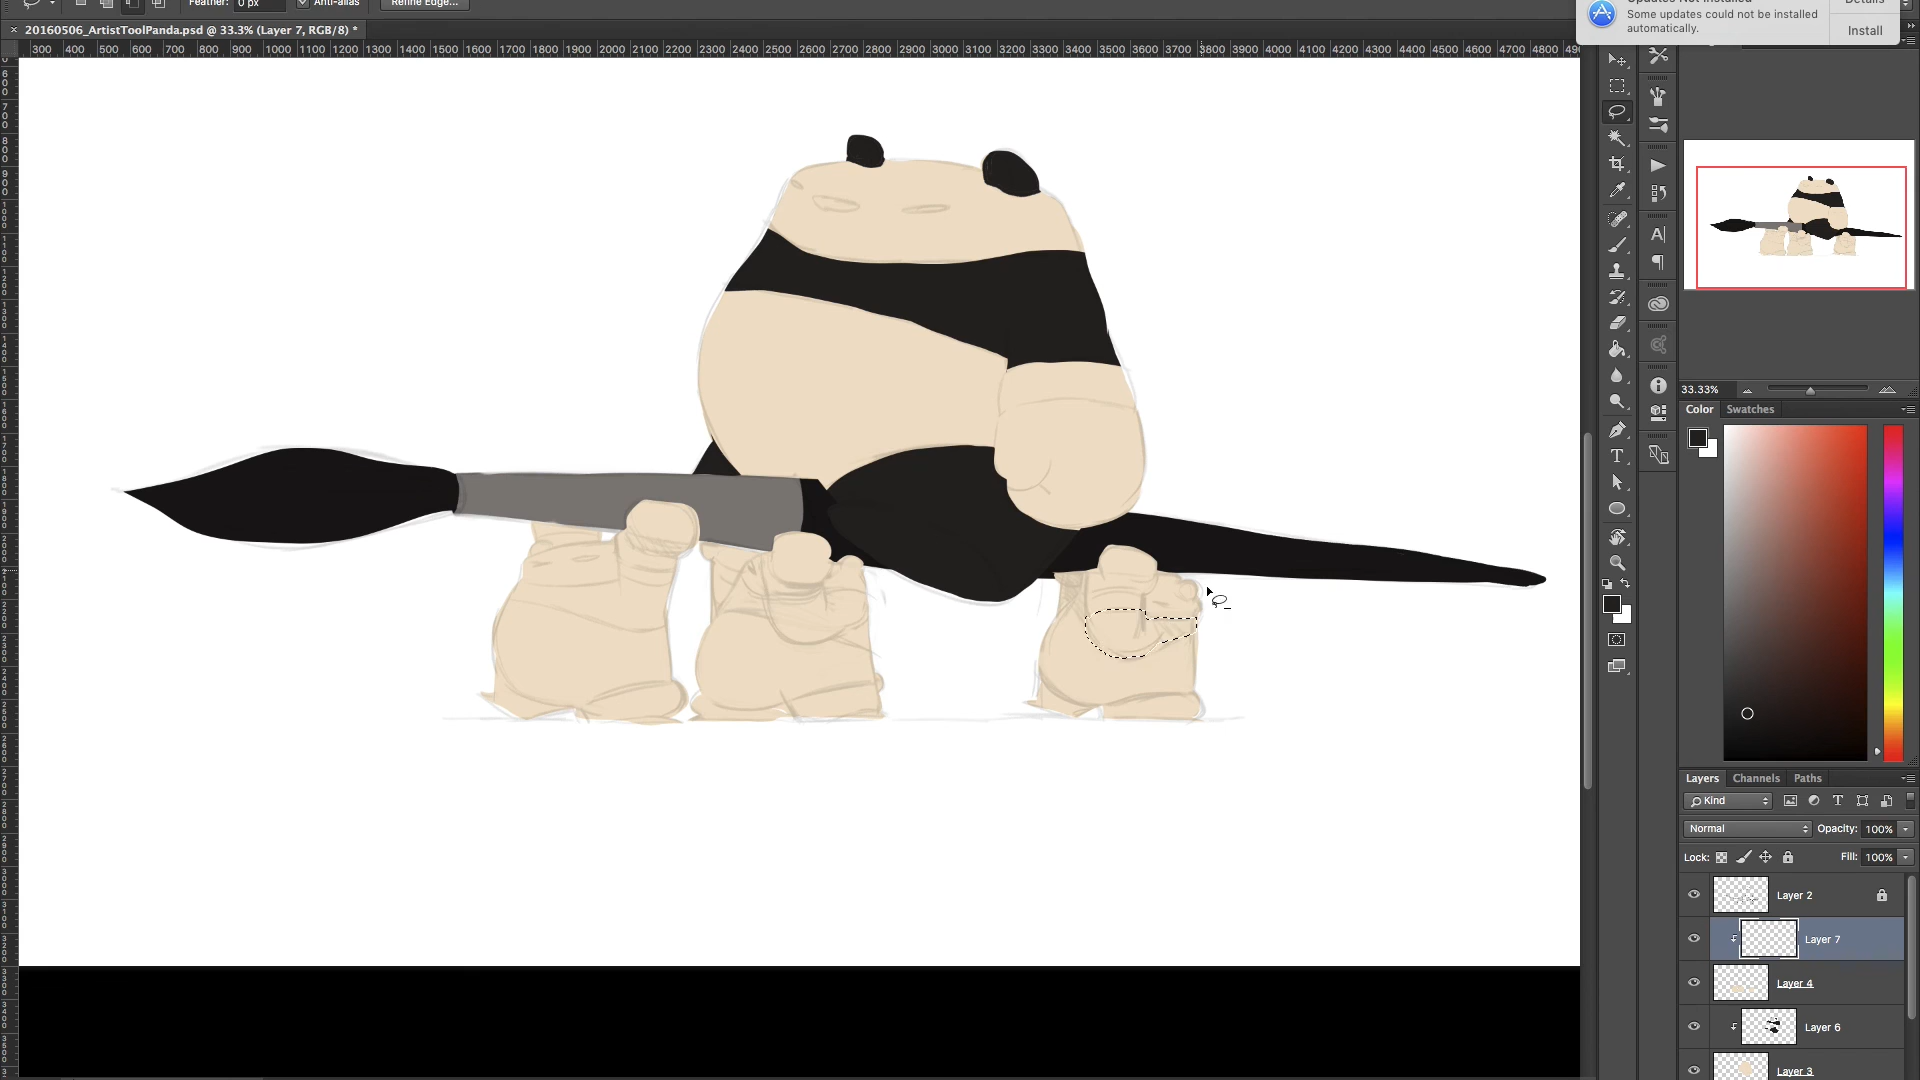 Feather: 0 px Anti-alias Refine Edge...
Updates Not Installed
Some updates could not be installed
automatically.
Details
Install
× 20160506_ArtistToolPanda.psd @ 33.3% (Layer 7, RGB/8) *
300 400 500 600 700 800 900 1000 1100 1200 1300 1400 1500 1600 1700 1800 1900 2000 2100 2200 2300 2400 2500 2600 2700 2800 2900 3000 3100 3200 3300 3400 3500 3600 3700 3800 3900 4000 4100 4200 4300 4400 4500 4600 4700 4800
33.33%
Color Swatches
Layers Channels Paths
Kind
Normal Opacity: 100%
Lock: Fill: 100%
Layer 2
Layer 7
Layer 4
Layer 6
Layer 3